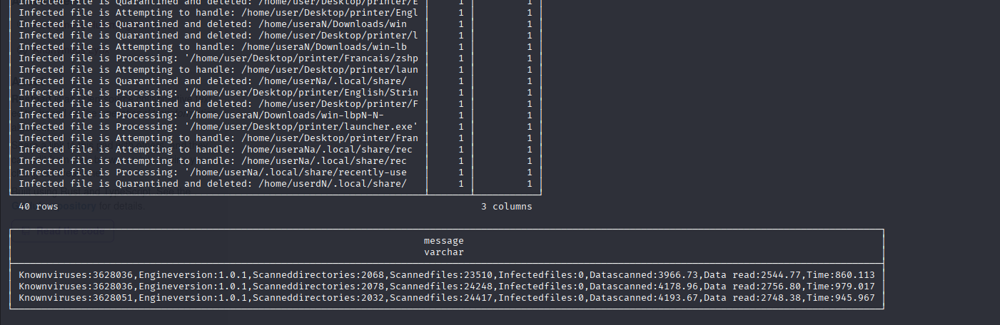 Infected file is Quarantined and deleted: /home/user/Desktop/printer/E 1 1
Infected file is Attempting to handle: /home/user/Desktop/printer/Engl 1 1
Infected file is Quarantined and deleted: /home/useraN/Downloads/win 1 1
Infected file is Quarantined and deleted: /home/user/Desktop/printer/l 1 1
Infected file is Attempting to handle: /home/useraN/Downloads/win-lb 1 1
Infected file is Processing: '/home/user/Desktop/printer/Francais/zshp 1 1
Infected file is Attempting to handle: /home/user/Desktop/printer/laun 1 1
Infected file is Quarantined and deleted: /home/userNa/.local/share/ 1 1
Infected file is Processing: '/home/user/Desktop/printer/English/Strin 1 1
Infected file is Quarantined and deleted: /home/user/Desktop/printer/F 1 1
Infected file is Processing: '/home/useraN/Downloads/win-lbpN-N- 1 1
Infected file is Processing: '/home/user/Desktop/printer/launcher.exe' 1 1
Infected file is Attempting to handle: /home/user/Desktop/printer/Fran 1 1
Infected file is Attempting to handle: /home/useraNa/.local/share/rec 1 1
Infected file is Attempting to handle: /home/userNa/.local/share/rec 1 1
Infected file is Processing: '/home/userNa/.local/share/recently-use 1 1
Infected file is Quarantined and deleted: /home/userdN/.local/share/ 1 1
40 rows 3 columns
pository for details
Read the code
message
varchar
Knownviruses:3628036,Engineversion:1.0.1,Scanneddirectories:2068,Scannedfiles:23510,Infectedfiles:0,Datascanned:3966.73,Data read:2544.77,Time:860.113
Knownviruses:3628036,Engineversion:1.0.1,Scanneddirectories:2078,Scannedfiles:24248,Infectedfiles:0,Datascanned:4178.96,Data read:2756.80,Time:979.017
Knownviruses:3628051,Engineversion:1.0.1,Scanneddirectories:2032,Scannedfiles:24417,Infectedfiles:0,Datascanned:4193.67,Data read:2748.38,Time:945.967